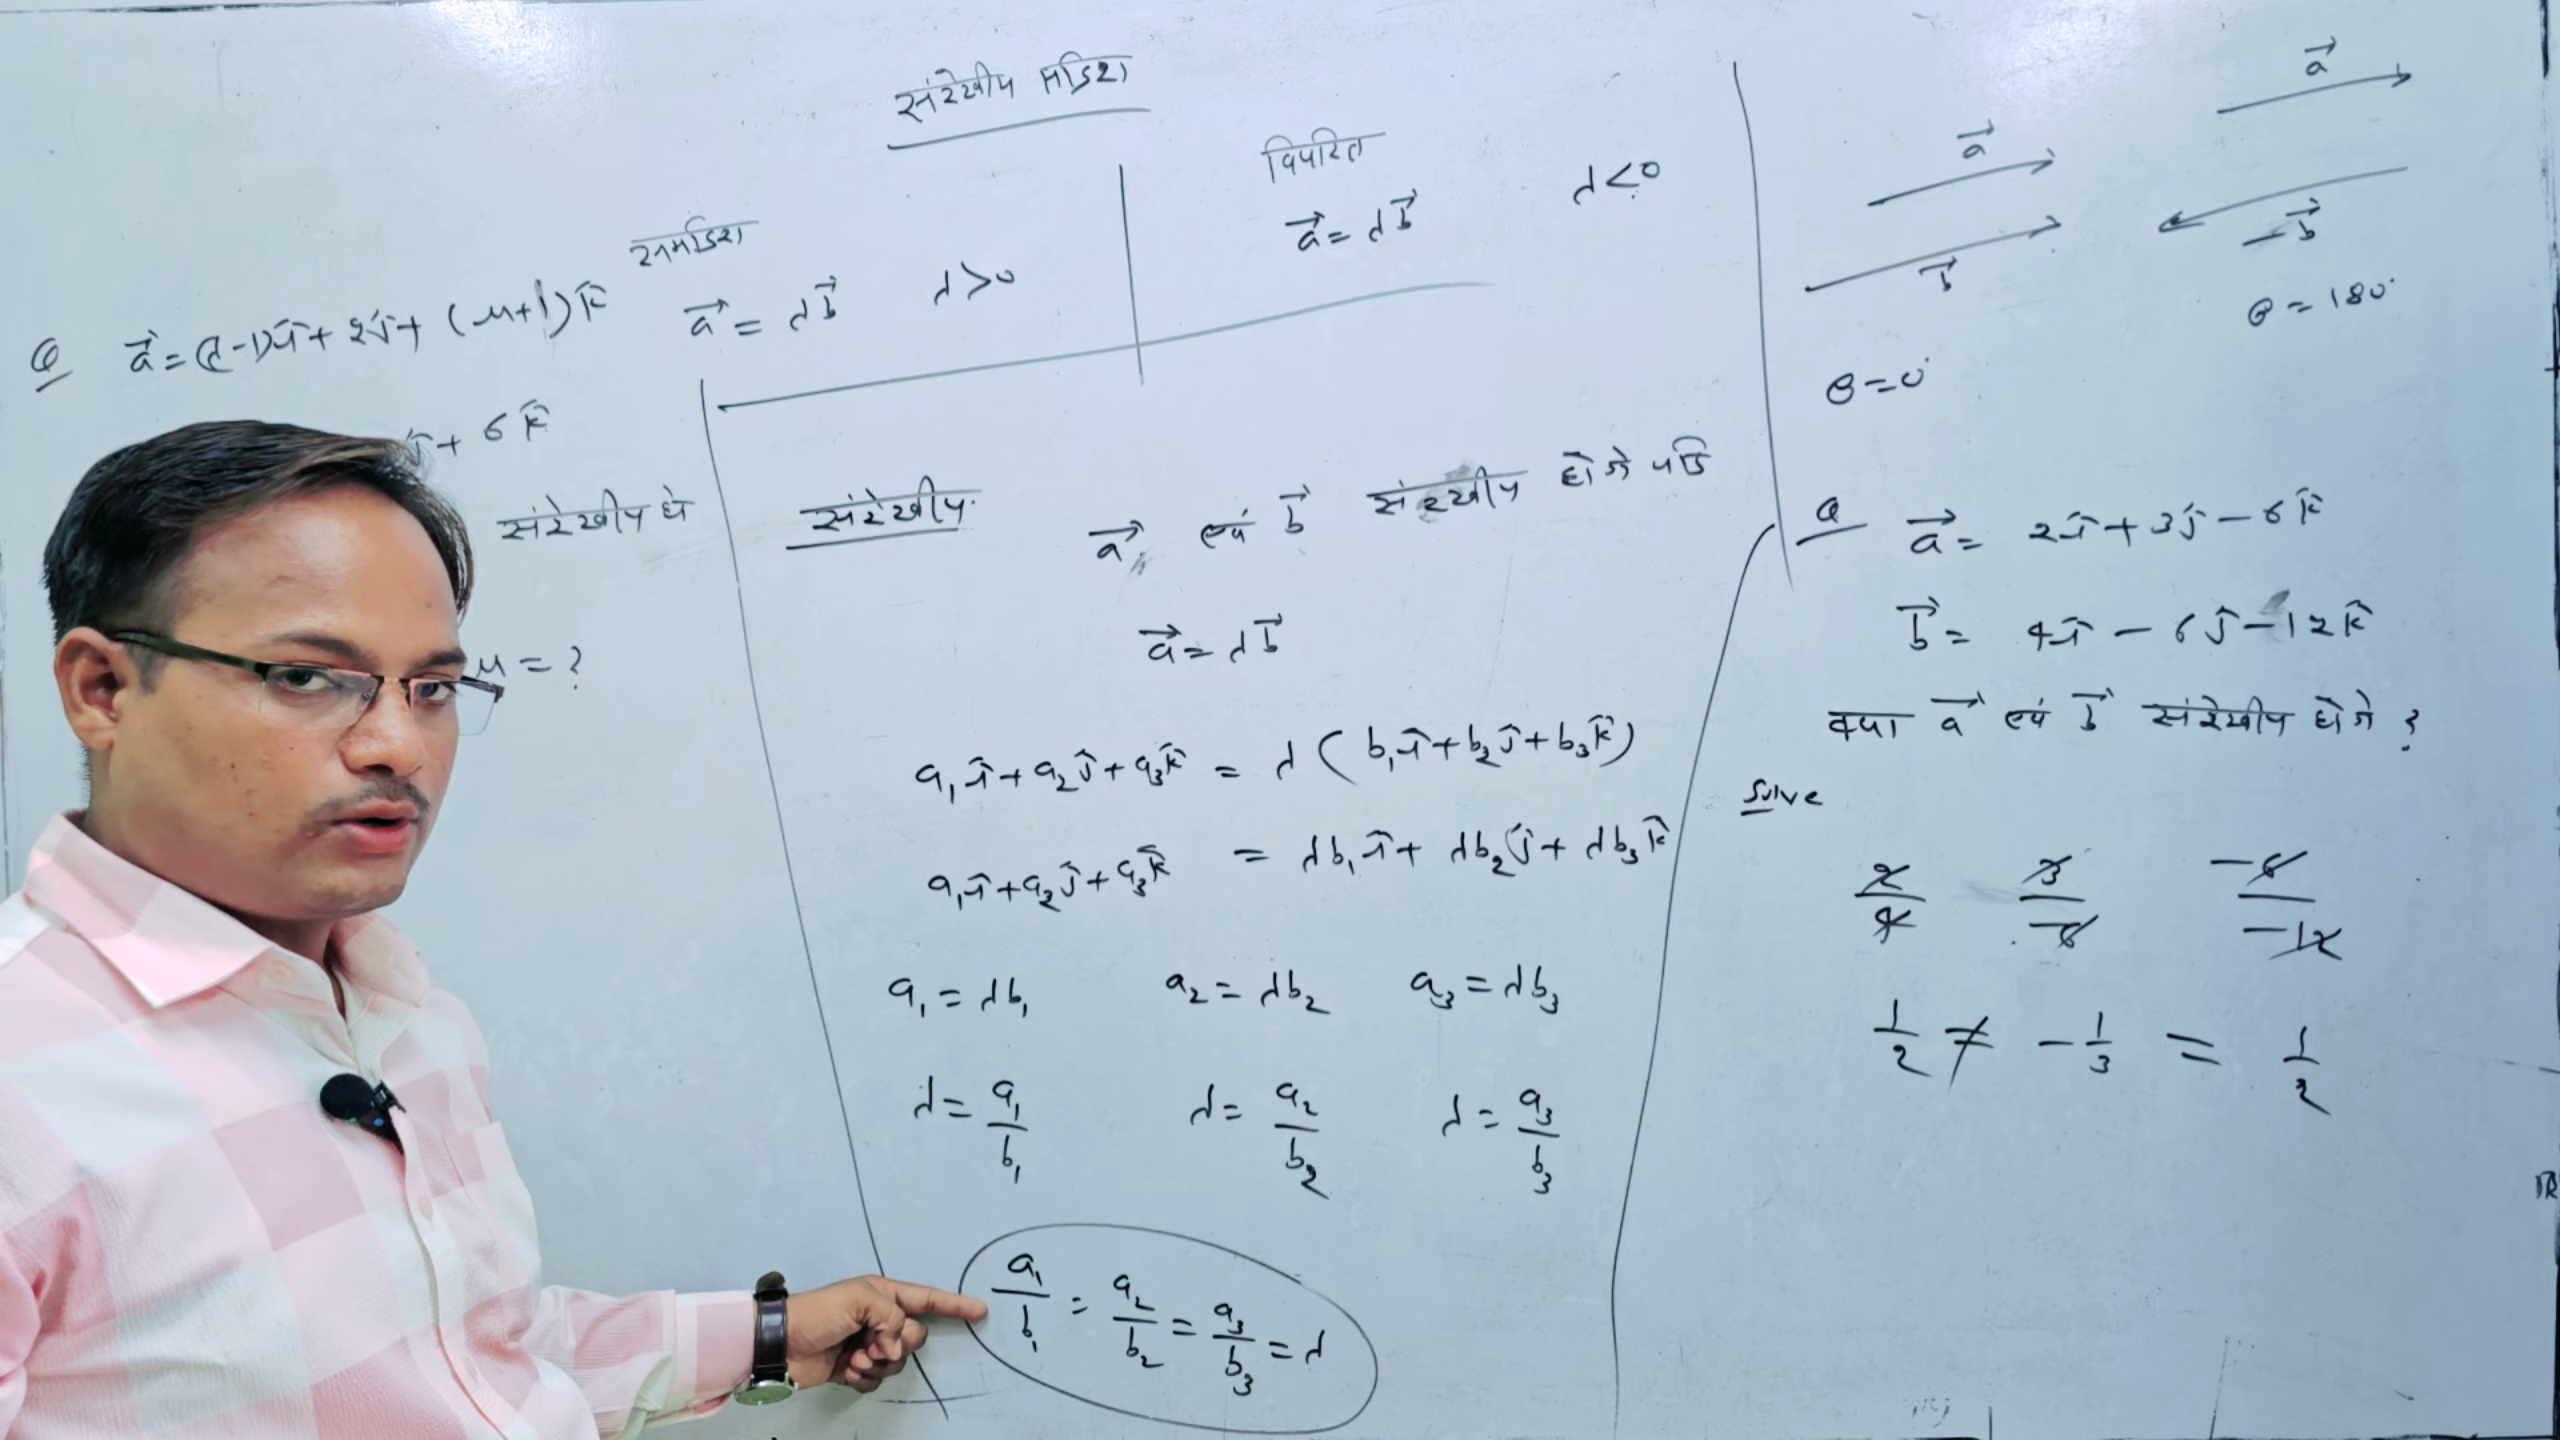 संरेखीय सदिश
समदिश
a⃗ = λb⃗ λ>0
विपरित
a⃗ = λb⃗ λ<0
Q a⃗ = (λ-1)î + 2ĵ + (μ+1)k̂
ĵ + 6k̂
संरेखीय है
μ = ?
संरेखीय
a⃗ एवं b⃗ संरेखीय होंगे यदि
a⃗ = λb⃗
a₁î + a₂ĵ + a₃k̂ = λ(b₁î + b₂ĵ + b₃k̂)
a₁î + a₂ĵ + a₃k̂ = λb₁î + λb₂ĵ + λb₃k̂
a₁ = λb₁ a₂ = λb₂ a₃ = λb₃
λ = a₁/b₁ λ = a₂/b₂ λ = a₃/b₃
a₁/b₁ = a₂/b₂ = a₃/b₃ = λ
a⃗ a⃗
b⃗ -b⃗
θ = 0° θ = 180°
Q a⃗ = 2î + 3ĵ - 6k̂
b⃗ = 4î - 6ĵ - 12k̂
क्या a⃗ एवं b⃗ संरेखीय होंगे ?
Solve
2/4 3/-6 -6/-12
1/2 ≠ -1/3 = 1/2